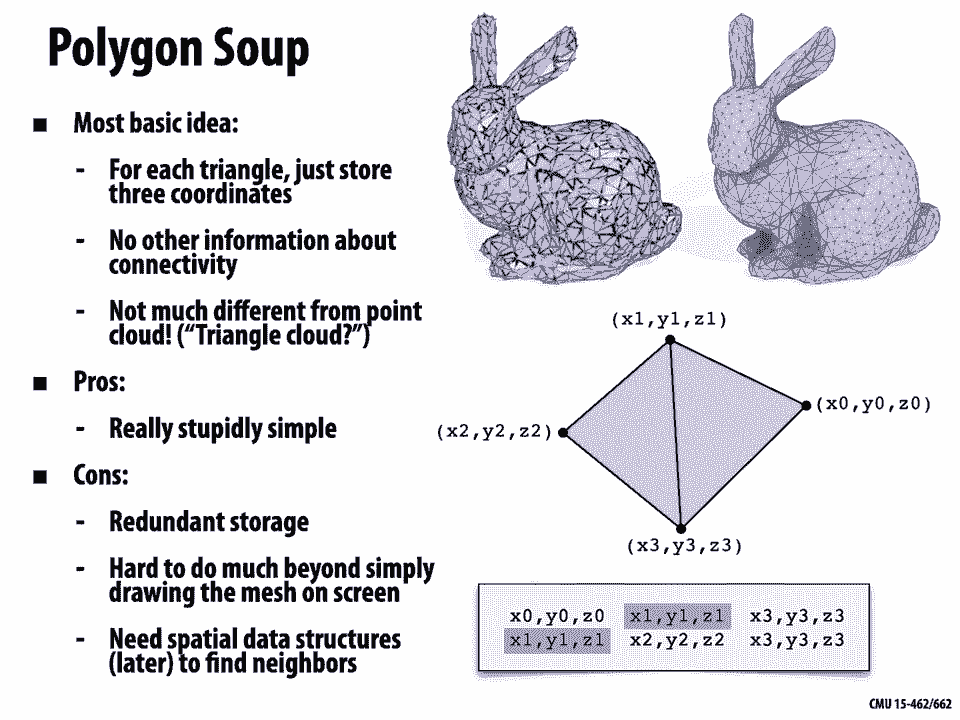 Polygon Soup
■ Most basic idea:
- For each triangle, just store
three coordinates
- No other information about
connectivity
- Not much different from point
cloud! (“Triangle cloud?”)
■ Pros:
- Really stupidly simple
■ Cons:
- Redundant storage
- Hard to do much beyond simply
drawing the mesh on screen
- Need spatial data structures
(later) to find neighbors
(x1,y1,z1)
(x0,y0,z0)
(x2,y2,z2)
(x3,y3,z3)
x0,y0,z0 x1,y1,z1 x3,y3,z3
x1,y1,z1 x2,y2,z2 x3,y3,z3
CMU 15-462/662